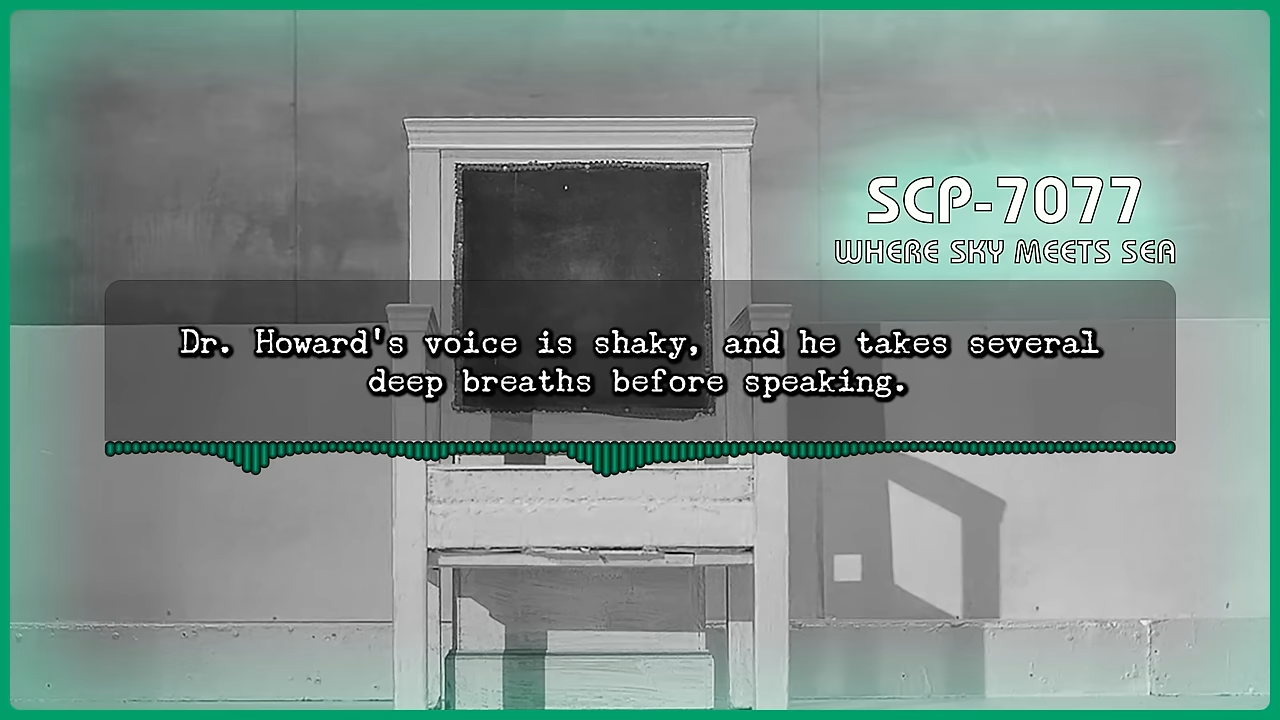 SCP-7077
WHERE SKY MEETS SEA
Dr. Howard's voice is shaky, and he takes several
deep breaths before speaking.